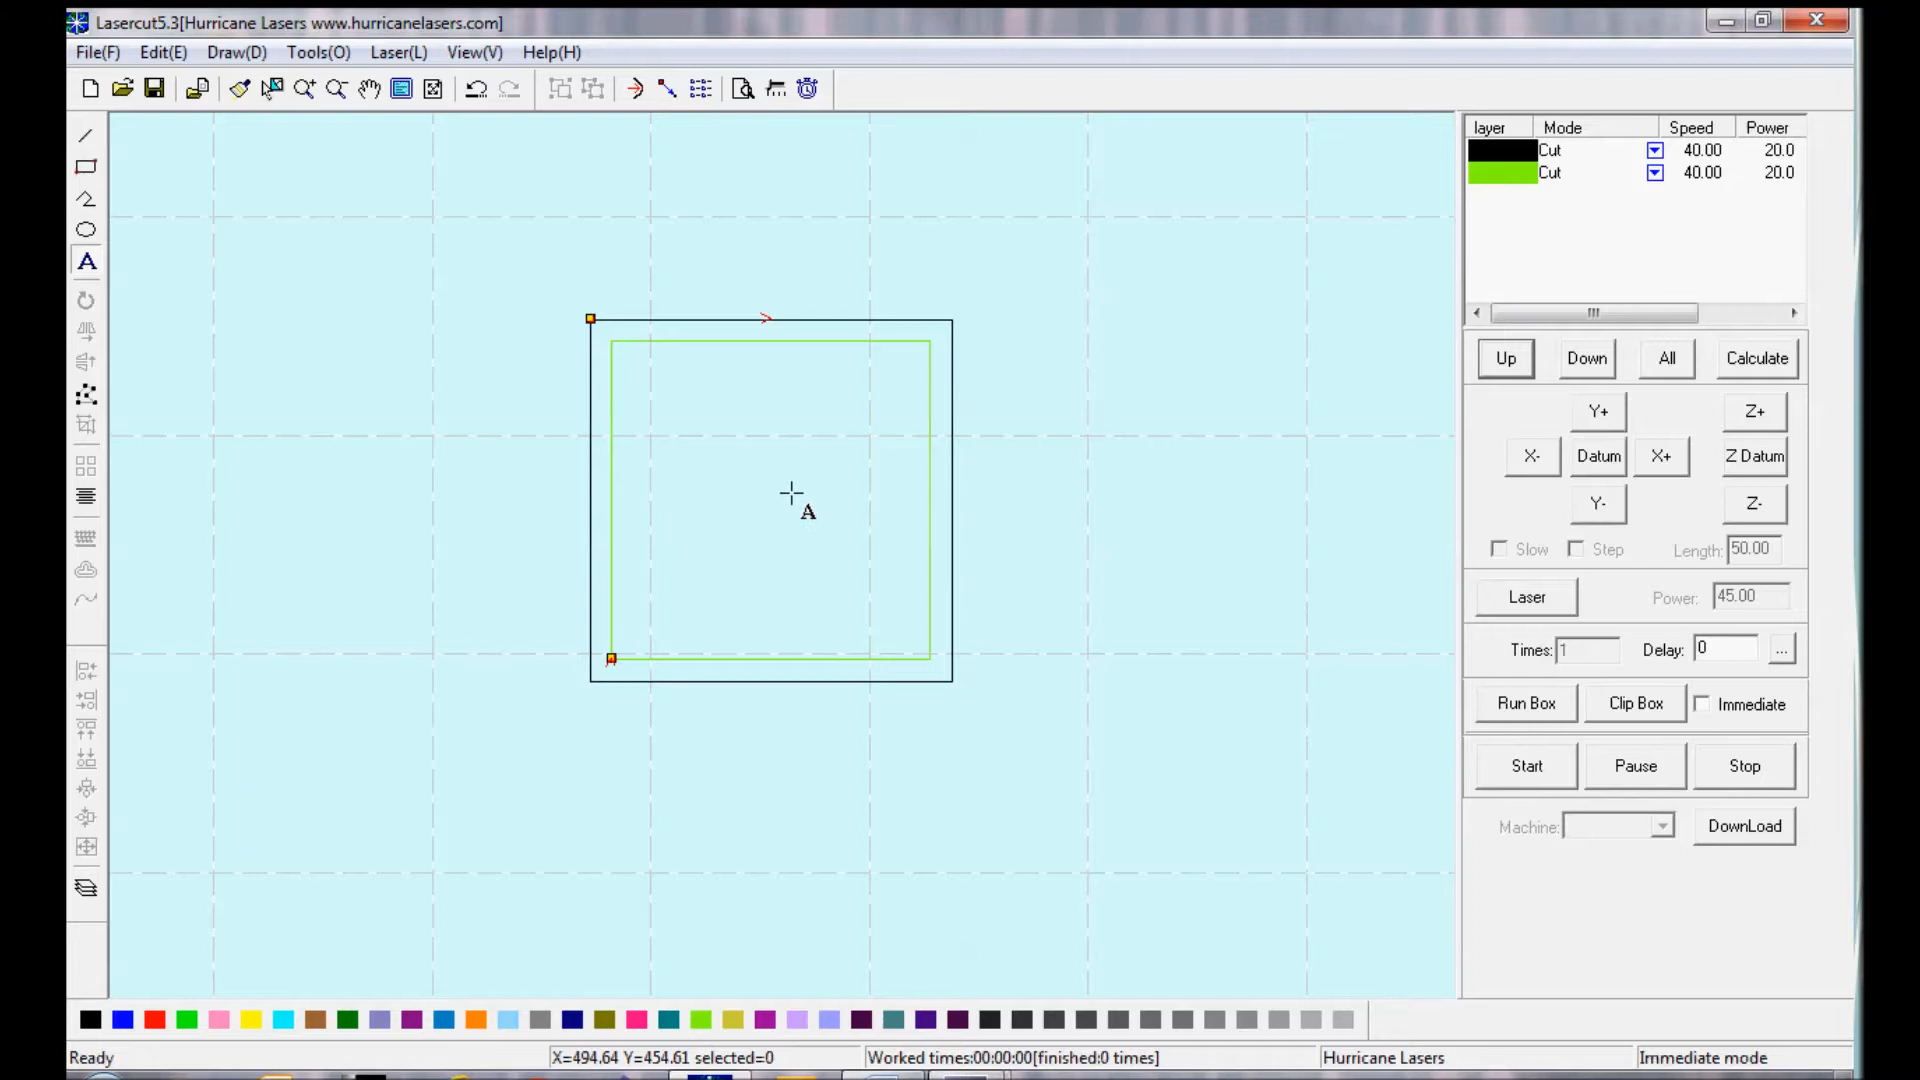 Lasercut5.3[Hurricane Lasers www.hurricanelasers.com]
File(F) Edit(E) Draw(D) Tools(O) Laser(L) View(V) Help(H)
layer Mode Speed Power
Cut 40.00 20.0
Cut 40.00 20.0
Up Down All Calculate
Y+ Z+
X- Datum X+ Z Datum
Y- Z-
Slow Step Length: 50.00
Laser Power: 45.00
Times: 1 Delay: 0 ...
Run Box Clip Box Immediate
Start Pause Stop
Machine: DownLoad
A
A
Ready X=494.64 Y=454.61 selected=0 Worked times:00:00:00[finished:0 times] Hurricane Lasers Immediate mode